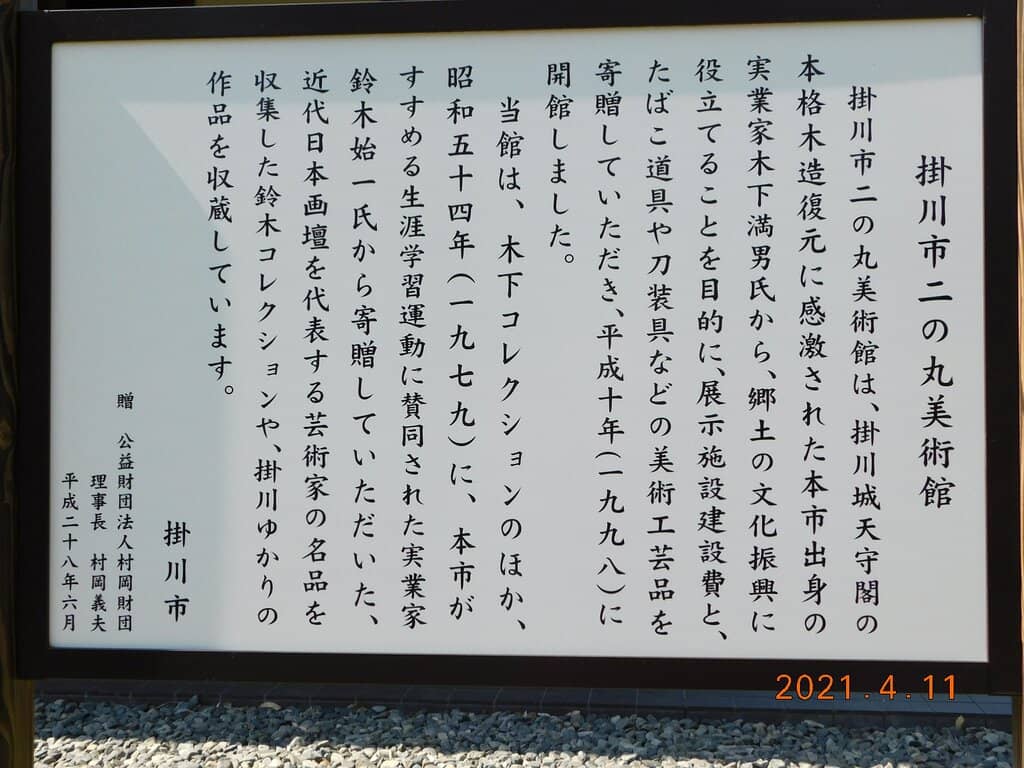 掛川市二の丸美術館
掛川市二の丸美術館は、掛川城天守閣の
本格木造復元に感激された本市出身の
実業家木下満男氏から、郷土の文化振興に
役立てることを目的に、展示施設建設費と、
たばこ道具や刀装具などの美術工芸品を
寄贈していただき、平成十年(一九九八)に
開館しました。
当館は、木下コレクションのほか、
昭和五十四年(一九七九)に、本市が
すすめる生涯学習運動に賛同された実業家
鈴木始一氏から寄贈していただいた、
近代日本画壇を代表する芸術家の名品を
収集した鈴木コレクションや、掛川ゆかりの
作品を収蔵しています。
掛川市
贈 公益財団法人村岡財団
理事長 村岡義夫
平成二十八年六月
2021.4.11